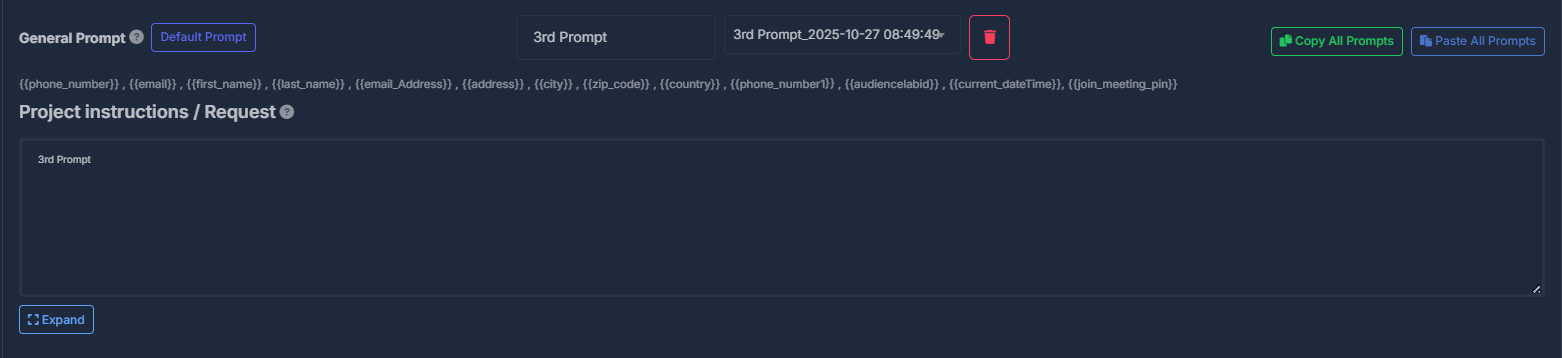 General Prompt ? Default Prompt 3rd Prompt 3rd Prompt_2025-10-27 08:49:49 Copy All Prompts Paste All Prompts
{{phone_number}} , {{email}} , {{first_name}} , {{last_name}} , {{email_Address}} , {{address}} , {{city}} , {{zip_code}} , {{country}} , {{phone_number1}} , {{audiencelabid}} , {{current_dateTime}}, {{join_meeting_pin}}
Project instructions / Request ?
3rd Prompt
Expand